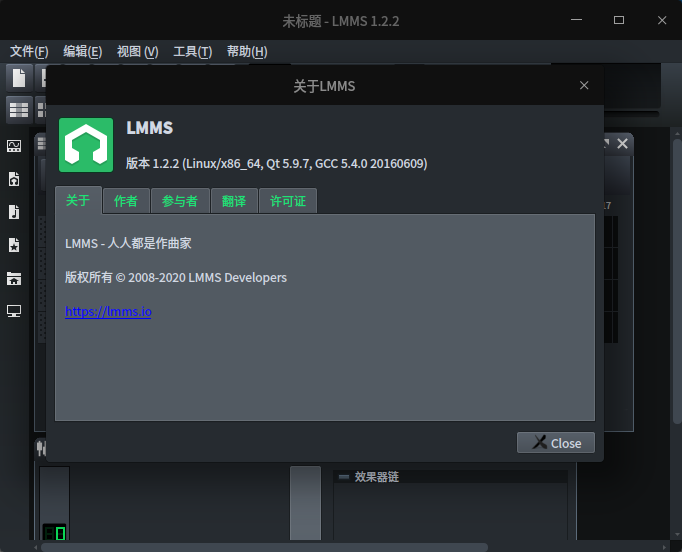 未标题 - LMMS 1.2.2
文件(F) 编辑(E) 视图 (V) 工具(T) 帮助(H)
关于LMMS
LMMS
版本 1.2.2 (Linux/x86_64, Qt 5.9.7, GCC 5.4.0 20160609)
关于 作者 参与者 翻译 许可证
17
LMMS - 人人都是作曲家
版权所有 © 2008-2020 LMMS Developers
https://lmms.io
Close
效果器链
0